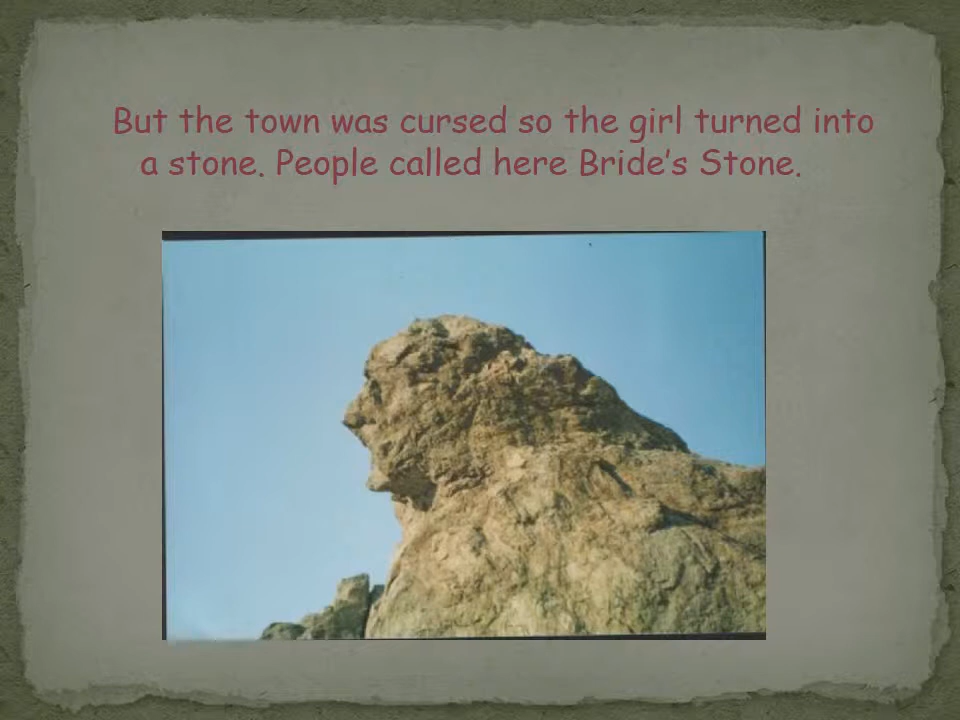 But the town was cursed so the girl turned into
a stone. People called here Bride's Stone.